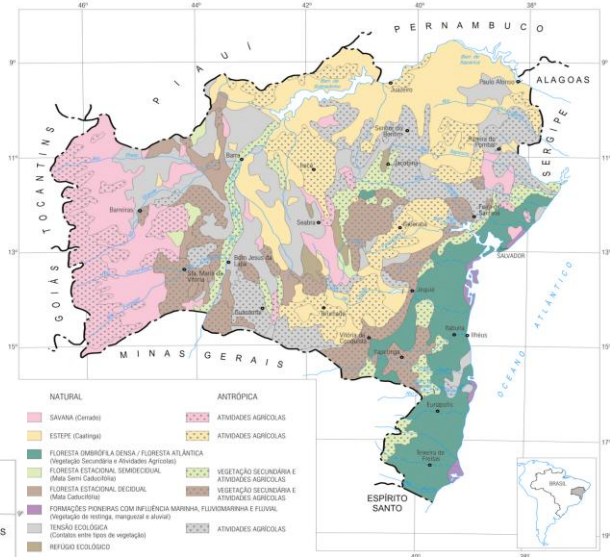 46° 44° 42° 40° 38°
PERNAMBUCO
PIAUÍ
9° 9°
Juazeiro
Paulo Afonso
ALAGOAS
Senhor do Bonfim
Ribeira do Pombal
SERGIPE
TOCANTINS
11° 11°
Barra
Irecê
Jacobina
Barreiras
Seabra
Feira de Santana
GOIÁS
13° 13°
SALVADOR
Sta. Maria da Vitória
Bom Jesus da Lapa
Jequié
Guanambi
Brumado
OCEANO ATLÂNTICO
Vitória da Conquista
Itabuna
Ilhéus
15° 15°
MINAS GERAIS
Itapetinga
Eunápolis
Teixeira de Freitas
17°
ESPÍRITO SANTO
BRASIL
19°
NATURAL ANTRÓPICA
SAVANA (Cerrado) ATIVIDADES AGRÍCOLAS
ESTEPE (Caatinga) ATIVIDADES AGRÍCOLAS
FLORESTA OMBRÓFILA DENSA / FLORESTA ATLÂNTICA
(Vegetação Secundária e Atividades Agrícolas)
FLORESTA ESTACIONAL SEMIDECIDUAL VEGETAÇÃO SECUNDÁRIA E
(Mata Semi Caducifólia) ATIVIDADES AGRÍCOLAS
FLORESTA ESTACIONAL DECIDUAL VEGETAÇÃO SECUNDÁRIA E
(Mata Caducifólia) ATIVIDADES AGRÍCOLAS
FORMAÇÕES PIONEIRAS COM INFLUÊNCIA MARINHA, FLUVIOMARINHA E FLUVIAL
(Vegetação de restinga, manguezal e aluvial)
TENSÃO ECOLÓGICA ATIVIDADES AGRÍCOLAS
(Contatos entre tipos de vegetação)
REFÚGIO ECOLÓGICO